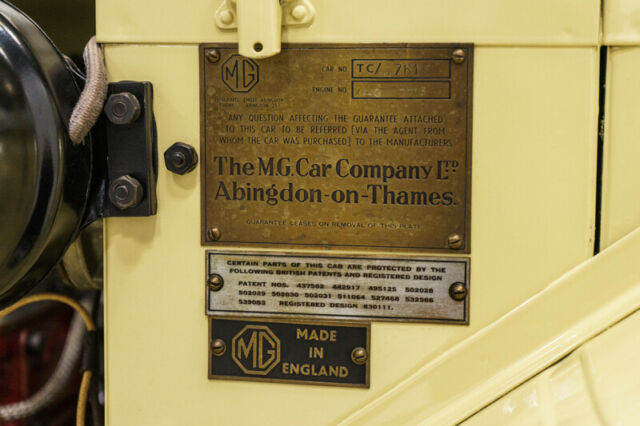 MG
CAR NO TC/ 761
ENGINE NO
ANY QUESTION AFFECTING THE GUARANTEE ATTACHED
TO THIS CAR TO BE REFERRED [VIA THE AGENT FROM
WHOM THE CAR WAS PURCHASED] TO THE MANUFACTURERS
The M.G. Car Company LTD
Abingdon-on-Thames.
GUARANTEE CEASES ON REMOVAL OF THIS PLATE
CERTAIN PARTS OF THIS CAR ARE PROTECTED BY THE
FOLLOWING BRITISH PATENTS AND REGISTERED DESIGN
PATENT NOS. 437562 482917 495125 502028
502029 502030 502031 511064 527468 532566
539083 REGISTERED DESIGN 830111.
MG
MADE
IN
ENGLAND